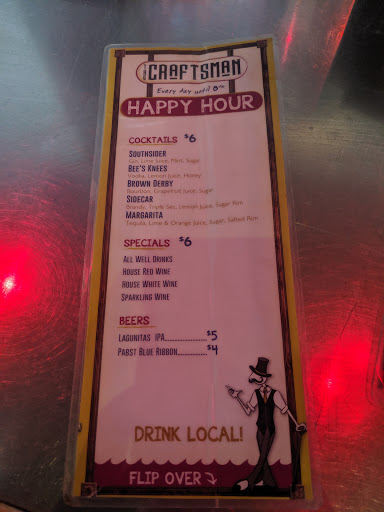 CRAFTSMAN
Every day until 8PM
HAPPY HOUR
COCKTAILS $6
SOUTHSIDER
Gin, Lime Juice, Mint, Sugar
BEE'S KNEES
Vodka, Lemon Juice, Honey
BROWN DERBY
Bourbon, Grapefruit Juice, Sugar
SIDECAR
Brandy, Triple Sec, Lemon Juice, Sugar Rim
MARGARITA
Tequila, Lime & Orange Juice, Sugar, Salted Rim
SPECIALS $6
ALL WELL DRINKS
HOUSE RED WINE
HOUSE WHITE WINE
SPARKLING WINE
BEERS
LAGUNITAS IPA.....................$5
PABST BLUE RIBBON..............$4
DRINK LOCAL!
FLIP OVER